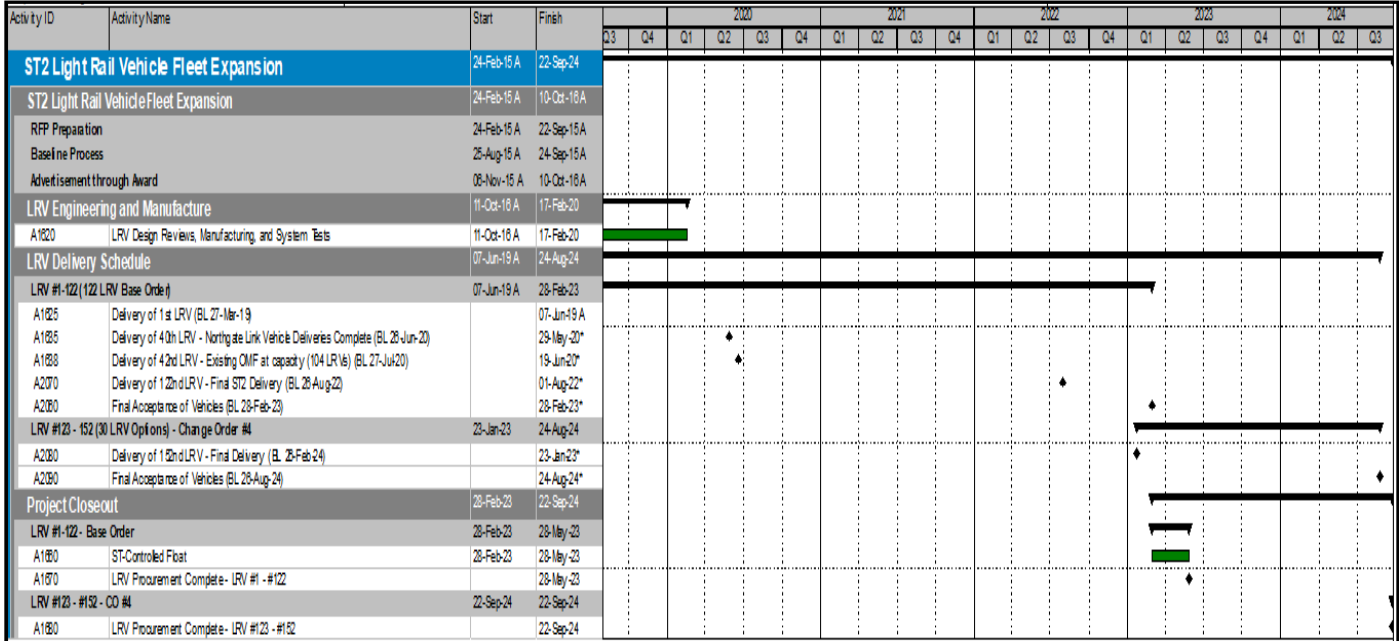 Activity ID Activity Name Start Finish 2020 2021 2022 2023 2024
Q3 Q4 Q1 Q2 Q3 Q4 Q1 Q2 Q3 Q4 Q1 Q2 Q3 Q4 Q1 Q2 Q3 Q4 Q1 Q2 Q3
ST2 Light Rail Vehicle Fleet Expansion 24-Feb-15 A 22-Sep-24
ST2 Light Rail Vehicle Fleet Expansion 24-Feb-15 A 10-Oct-16 A
RFP Preparation 24-Feb-15 A 22-Sep-15 A
Baseline Process 25-Aug-15 A 24-Sep-15 A
Advertisement through Award 06-Nov-15 A 10-Oct-16 A
LRV Engineering and Manufacture 11-Oct-16 A 17-Feb-20
A1620 LRV Design Reviews, Manufacturing, and System Tests 11-Oct-16 A 17-Feb-20
LRV Delivery Schedule 07-Jun-19 A 24-Aug-24
LRV #1-122 (122 LRV Base Order) 07-Jun-19 A 28-Feb-23
A1625 Delivery of 1st LRV (BL 27-Mar-19) 07-Jun-19 A
A1635 Delivery of 40th LRV - Northgate Link Vehicle Deliveries Complete (BL 26-Jun-20) 29-May-20*
A1638 Delivery of 42nd LRV - Existing OMF at capacity (104 LRVs) (BL 27-Jul-20) 19-Jun-20*
A2070 Delivery of 122nd LRV - Final ST2 Delivery (BL 26-Aug-22) 01-Aug-22*
A2060 Final Acceptance of Vehicles (BL 28-Feb-23) 28-Feb-23*
LRV #123 - 152 (30 LRV Options) - Change Order #4 23-Jan-23 24-Aug-24
A2080 Delivery of 152nd LRV - Final Delivery (BL 26-Feb-24) 23-Jan-23*
A2090 Final Acceptance of Vehicles (BL 26-Aug-24) 24-Aug-24*
Project Closeout 28-Feb-23 22-Sep-24
LRV #1-122 - Base Order 28-Feb-23 28-May-23
A1660 ST-Controlled Float 28-Feb-23 28-May-23
A1670 LRV Procurement Complete - LRV #1 - #122 28-May-23
LRV #123 - #152 - CO #4 22-Sep-24 22-Sep-24
A1680 LRV Procurement Complete - LRV #123 - #152 22-Sep-24